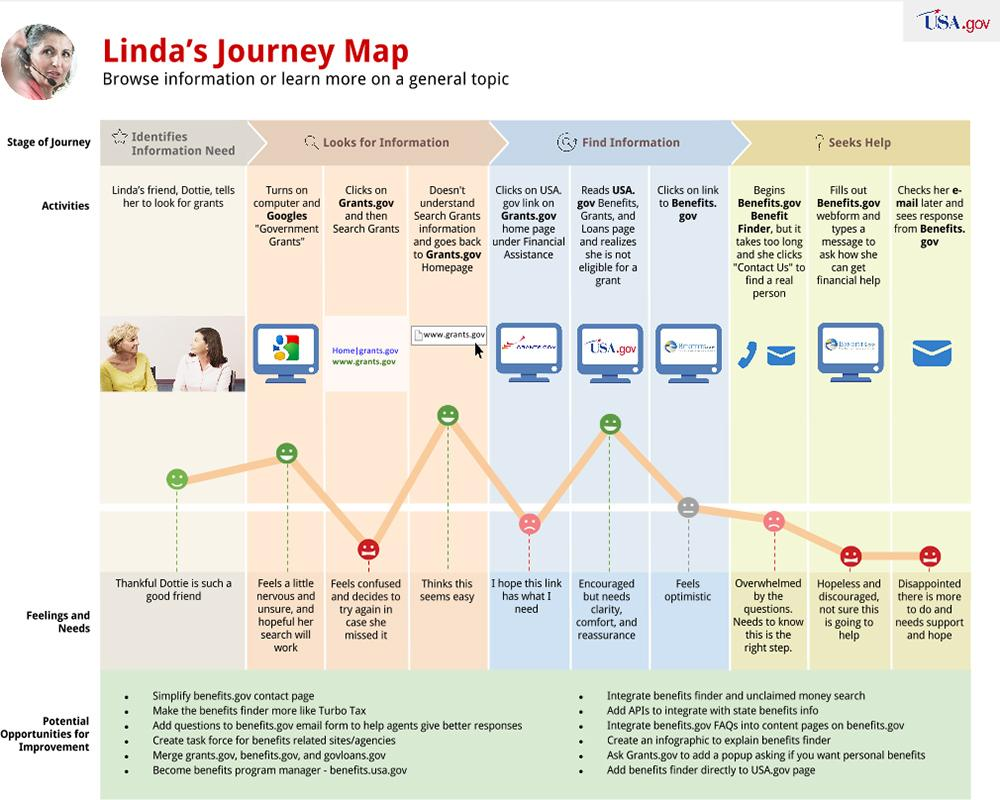 USA.gov
Linda's Journey Map
Browse information or learn more on a general topic
Stage of Journey
Identifies
Information Need
Looks for Information
Find Information
Seeks Help
Activities
Linda's friend, Dottie, tells
her to look for grants
Turns on
computer and
Googles
"Government
Grants"
Clicks on
Grants.gov
and then
Search Grants
Doesn't
understand
Search Grants
information
and goes back
to Grants.gov
Homepage
Clicks on USA.
gov link on
Grants.gov
home page
under Financial
Assistance
Reads USA.
gov Benefits,
Grants, and
Loans page
and realizes
she is not
eligible for a
grant
Clicks on link
to Benefits.
gov
Begins
Benefits.gov
Benefit
Finder, but it
takes too long
and she clicks
"Contact Us" to
find a real
person
Fills out
Benefits.gov
webform and
types a
message to
ask how she
can get
financial help
Checks her e-
mail later and
sees response
from Benefits.
gov
Home|grants.gov
www.grants.gov
www.grants.gov
GRANTS.GOV
USA.gov
Benefits.gov
Benefits.gov
Feelings and
Needs
Thankful Dottie is such a
good friend
Feels a little
nervous and
unsure, and
hopeful her
search will
work
Feels confused
and decides to
try again in
case she
missed it
Thinks this
seems easy
I hope this link
has what I
need
Encouraged
but needs
clarity,
comfort, and
reassurance
Feels
optimistic
Overwhelmed
by the
questions.
Needs to know
this is the
right step.
Hopeless and
discouraged,
not sure this
is going to
help
Disappointed
there is more
to do and
needs support
and hope
Potential
Opportunities for
Improvement
• Simplify benefits.gov contact page
• Make the benefits finder more like Turbo Tax
• Add questions to benefits.gov email form to help agents give better responses
• Create task force for benefits related sites/agencies
• Merge grants.gov, benefits.gov, and govloans.gov
• Become benefits program manager - benefits.usa.gov
• Integrate benefits finder and unclaimed money search
• Add APIs to integrate with state benefits info
• Integrate benefits.gov FAQs into content pages on benefits.gov
• Create an infographic to explain benefits finder
• Ask Grants.gov to add a popup asking if you want personal benefits
• Add benefits finder directly to USA.gov page